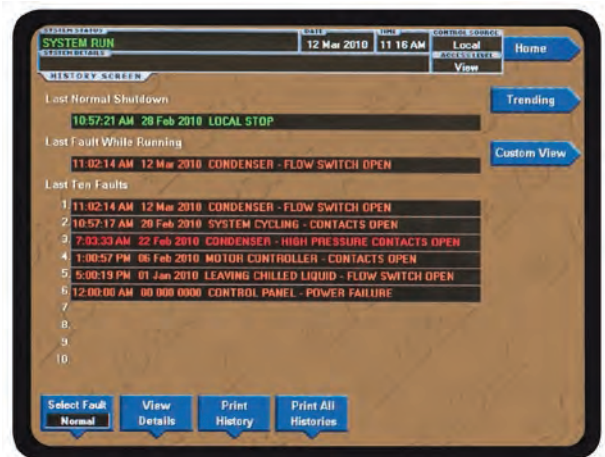 SYSTEM STATUS
SYSTEM RUN
DATE
12 Mar 2010
TIME
11 16 AM
CONTROL SOURCE
Local
Home
SYSTEM DETAILS
ACCESS LEVEL
View
HISTORY SCREEN
Last Normal Shutdown
Trending
10:57:21 AM 28 Feb 2010 LOCAL STOP
Last Fault While Running
Custom View
11:02:14 AM 12 Mar 2010 CONDENSER - FLOW SWITCH OPEN
Last Ten Faults
1. 11:02:14 AM 12 Mar 2010 CONDENSER - FLOW SWITCH OPEN
2. 10:57:17 AM 28 Feb 2010 SYSTEM CYCLING - CONTACTS OPEN
3. 7:03:33 AM 22 Feb 2010 CONDENSER - HIGH PRESSURE CONTACTS OPEN
4. 1:00:57 PM 06 Feb 2010 MOTOR CONTROLLER - CONTACTS OPEN
5. 5:00:19 PM 01 Jan 2010 LEAVING CHILLED LIQUID - FLOW SWITCH OPEN
6. 12:00:00 AM 00 000 0000 CONTROL PANEL - POWER FAILURE
7.
8.
9.
10.
Select Fault
Normal
View
Details
Print
History
Print All
Histories